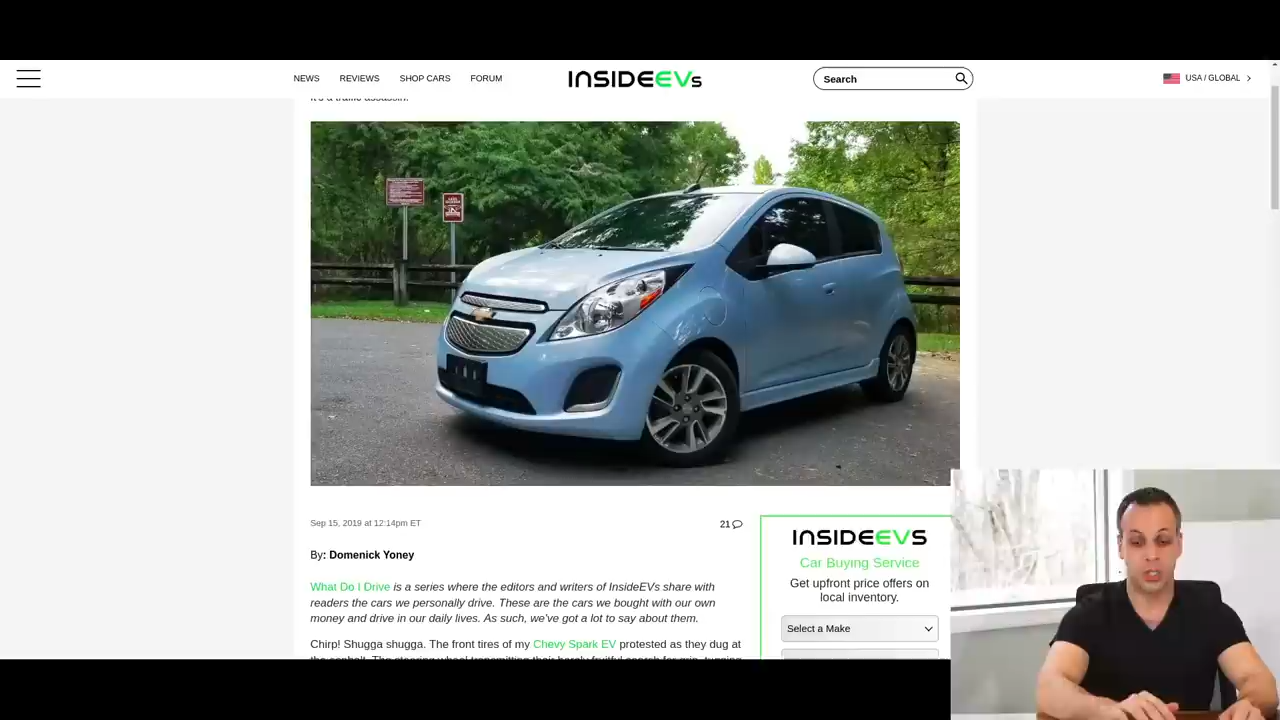 NEWS
REVIEWS
SHOP CARS
FORUM
INSIDEEVs
Search
USA / GLOBAL
It's a traffic assassin!
Sep 15, 2019 at 12:14pm ET
21
By: Domenick Yoney
What Do I Drive is a series where the editors and writers of InsideEVs share with
readers the cars we personally drive. These are the cars we bought with our own
money and drive in our daily lives. As such, we've got a lot to say about them.
Chirp! Shugga shugga. The front tires of my Chevy Spark EV protested as they dug at
INSIDEEVs
Car Buying Service
Get upfront price offers on
local inventory.
Select a Make